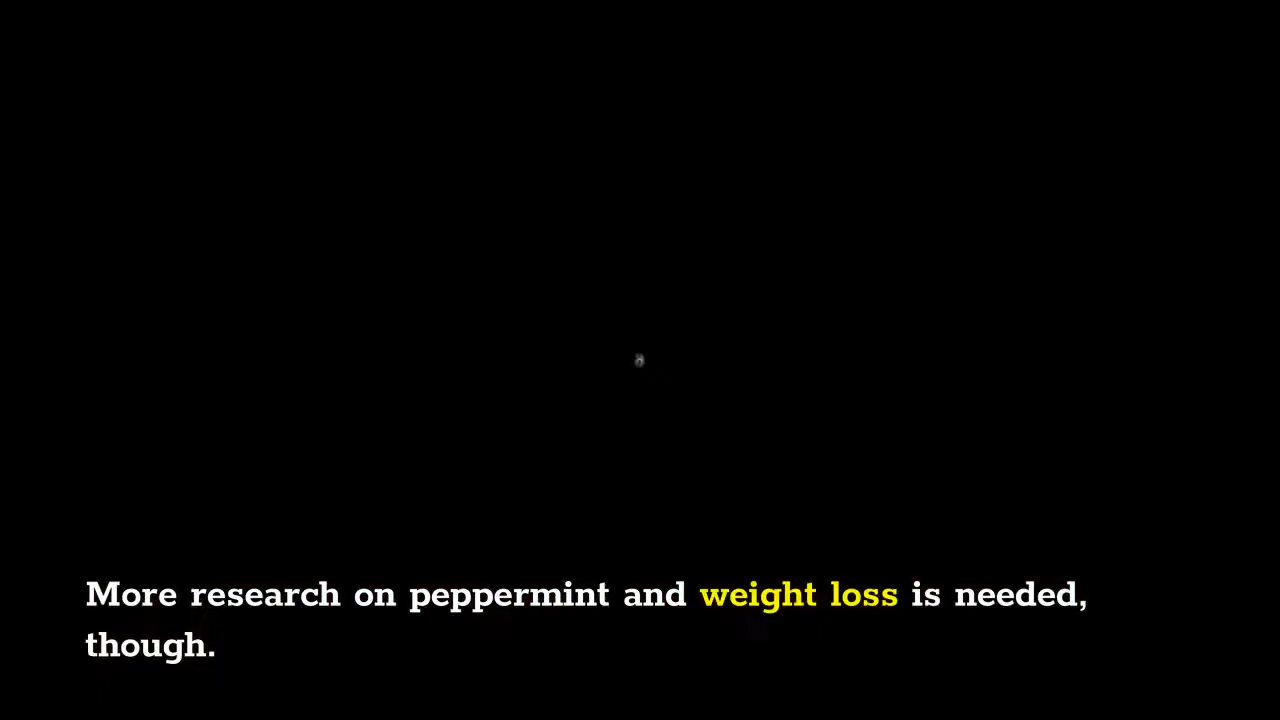 More research on peppermint and weight loss is needed,
though.